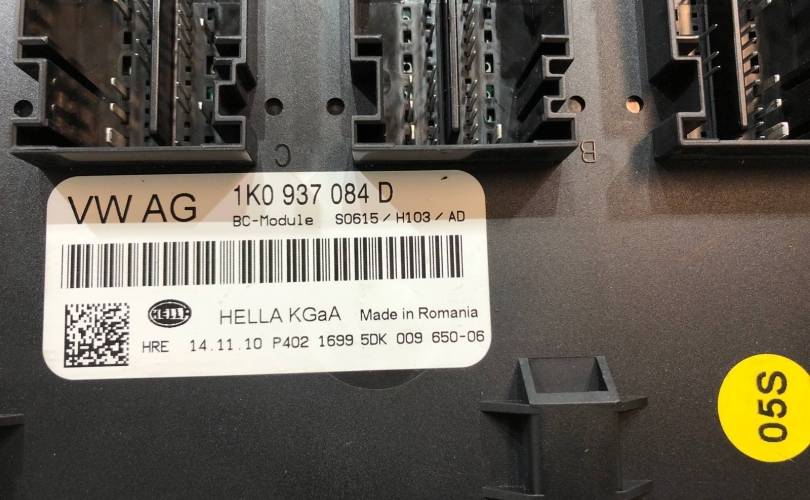 C
B
VW AG
1K0 937 084 D
BC-Module S0615/H103/AD
HELLA
HELLA KGaA Made in Romania
HRE 14.11.10 P402 1699 5DK 009 650-06
05S